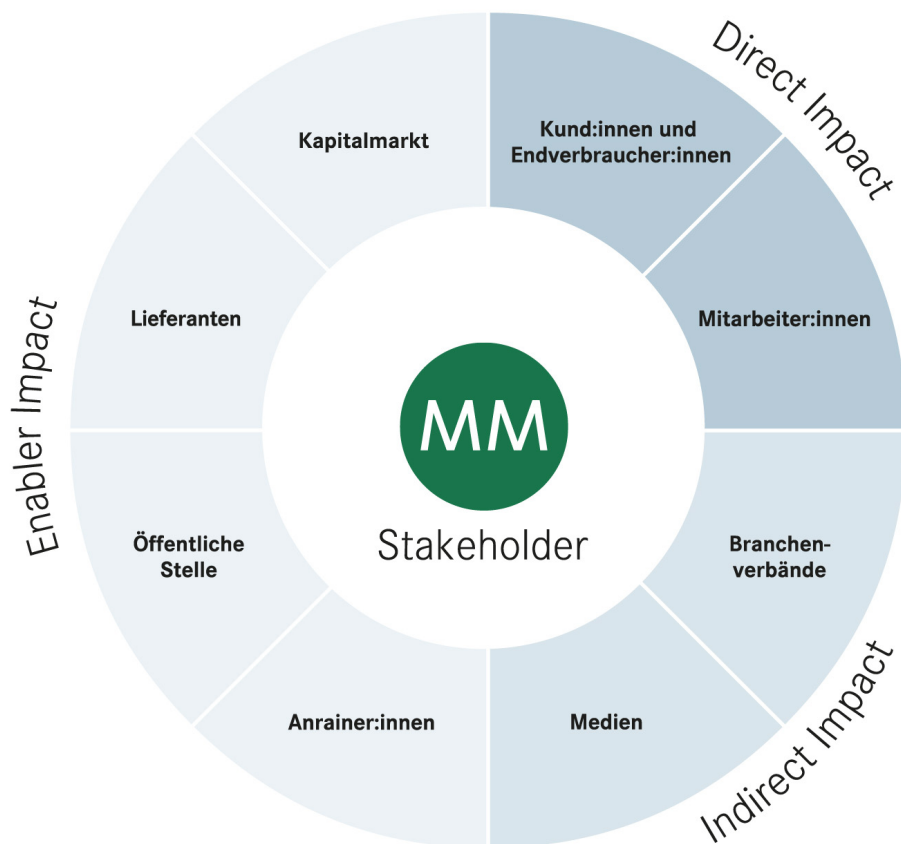 Direct Impact
Kund:innen und
Endverbraucher:innen
Mitarbeiter:innen
Branchen-
verbände
Indirect Impact
Medien
Anrainer:innen
Öffentliche
Stelle
Enabler Impact
Lieferanten
Kapitalmarkt
MM
Stakeholder